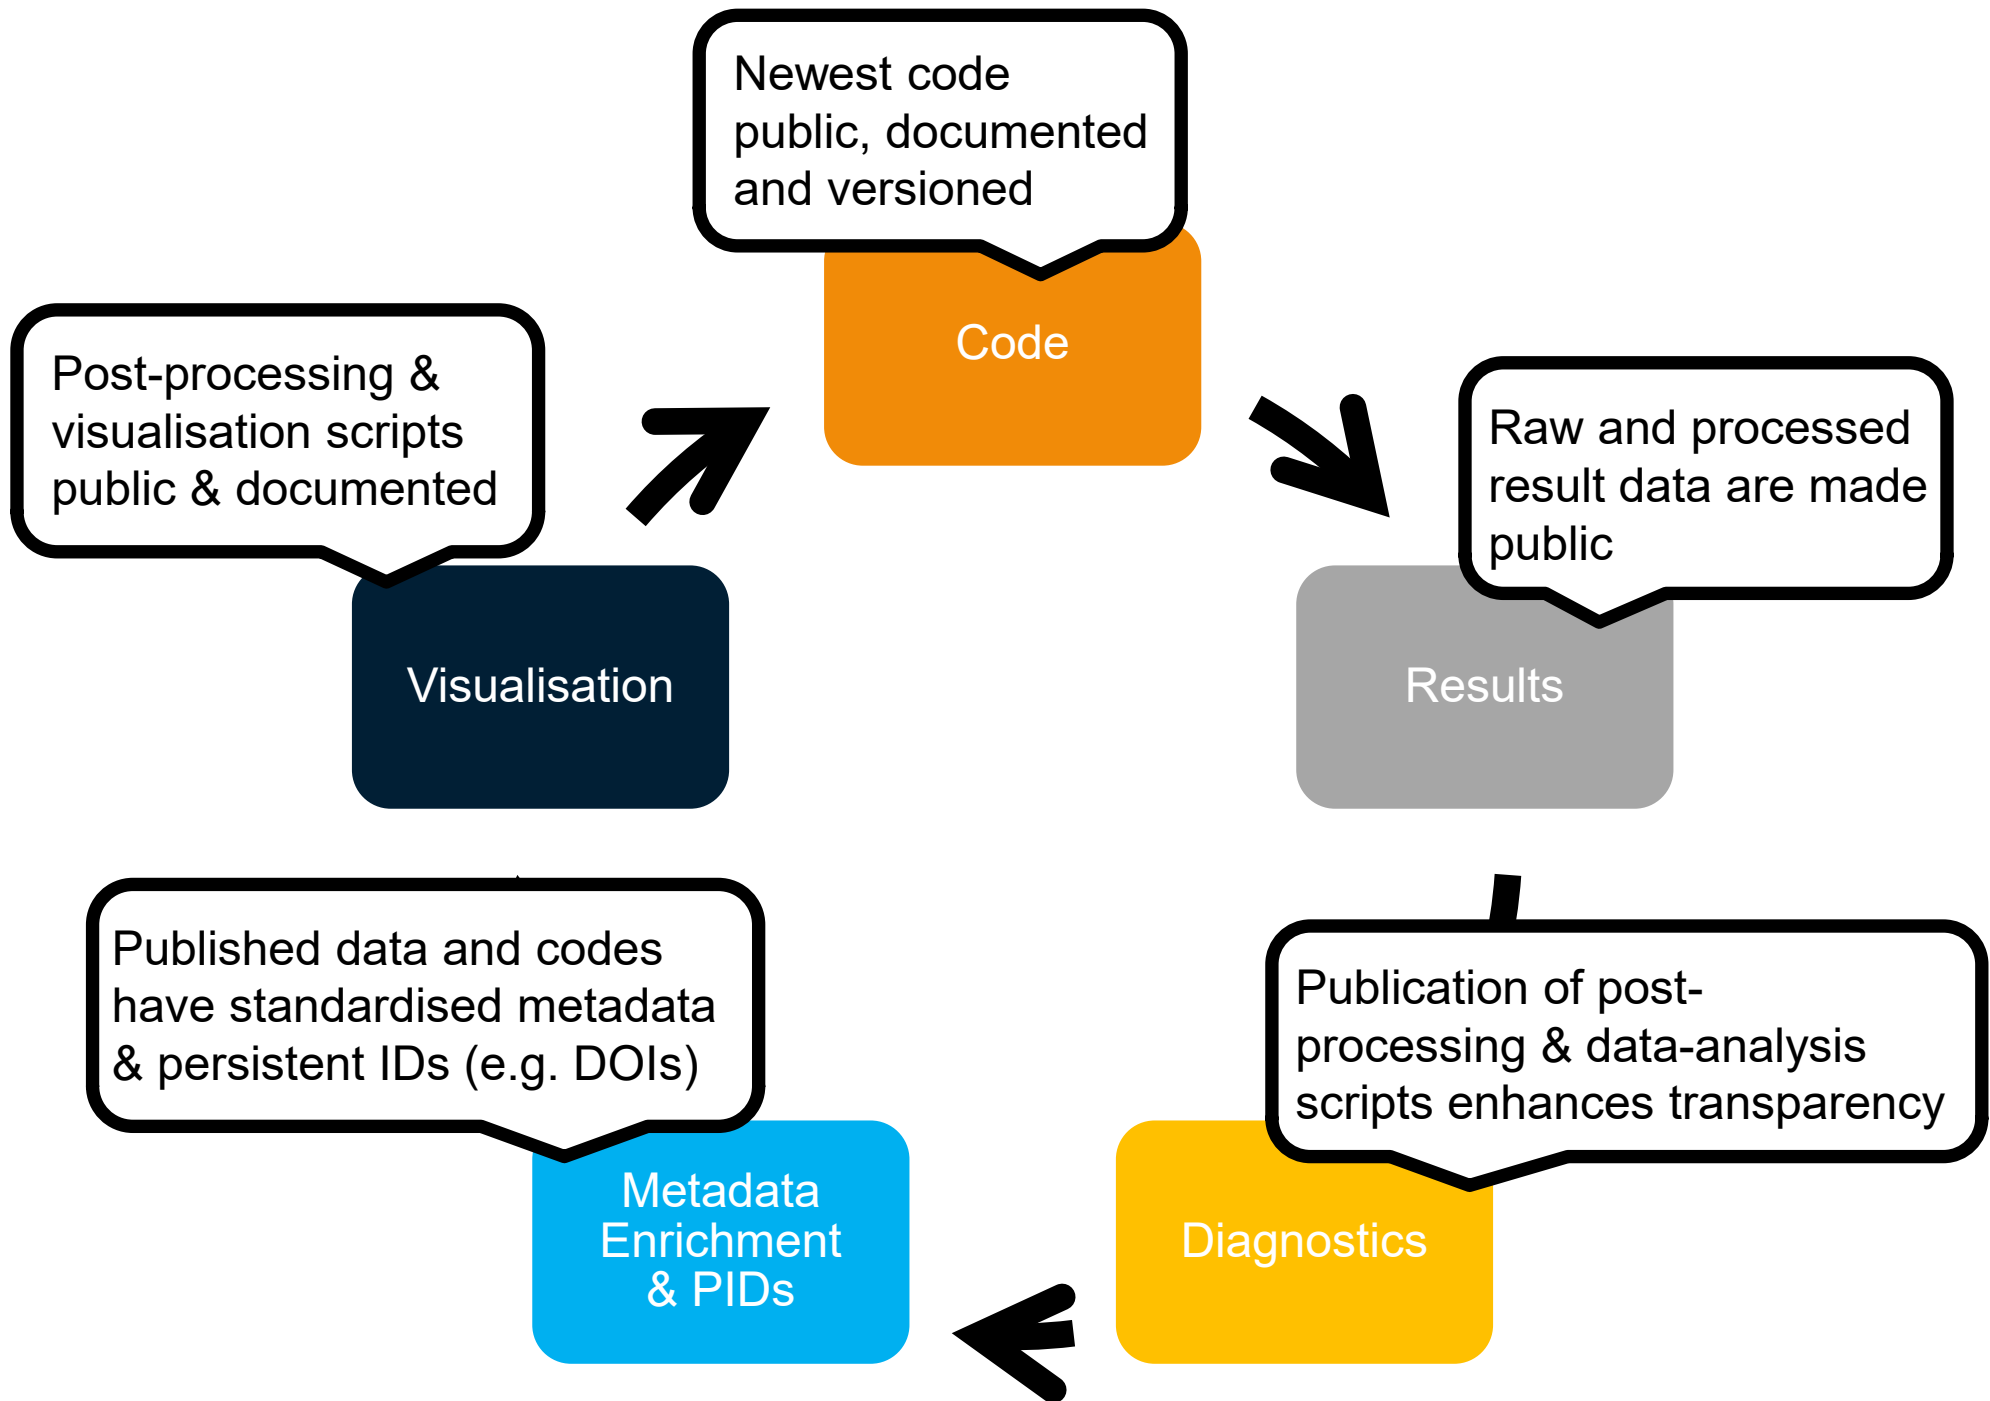 Newest code
public, documented
and versioned
Code
Post-processing &
visualisation scripts
public & documented
Raw and processed
result data are made
public
Visualisation
Results
Published data and codes
have standardised metadata
& persistent IDs (e.g. DOIs)
Publication of post-
processing & data-analysis
scripts enhances transparency
Metadata
Enrichment
& PIDs
Diagnostics